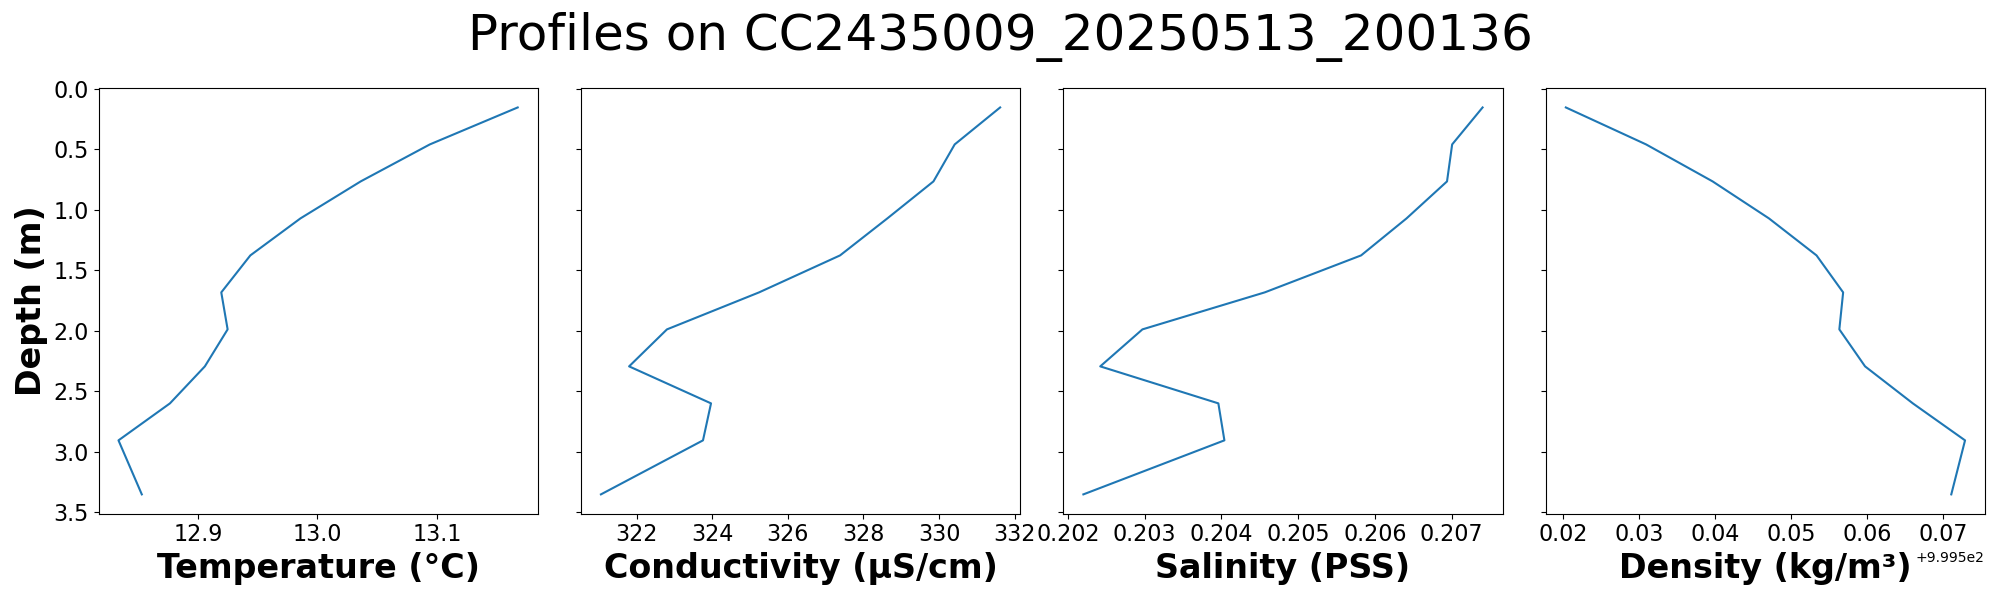 Profiles on CC2435009_20250513_200136
Depth (m)
0.0
0.5
1.0
1.5
2.0
2.5
3.0
3.5
12.9 13.0 13.1
Temperature (°C)
322 324 326 328 330 332
Conductivity (µS/cm)
0.202 0.203 0.204 0.205 0.206 0.207
Salinity (PSS)
0.02 0.03 0.04 0.05 0.06 0.07
Density (kg/m³)
+9.995e2